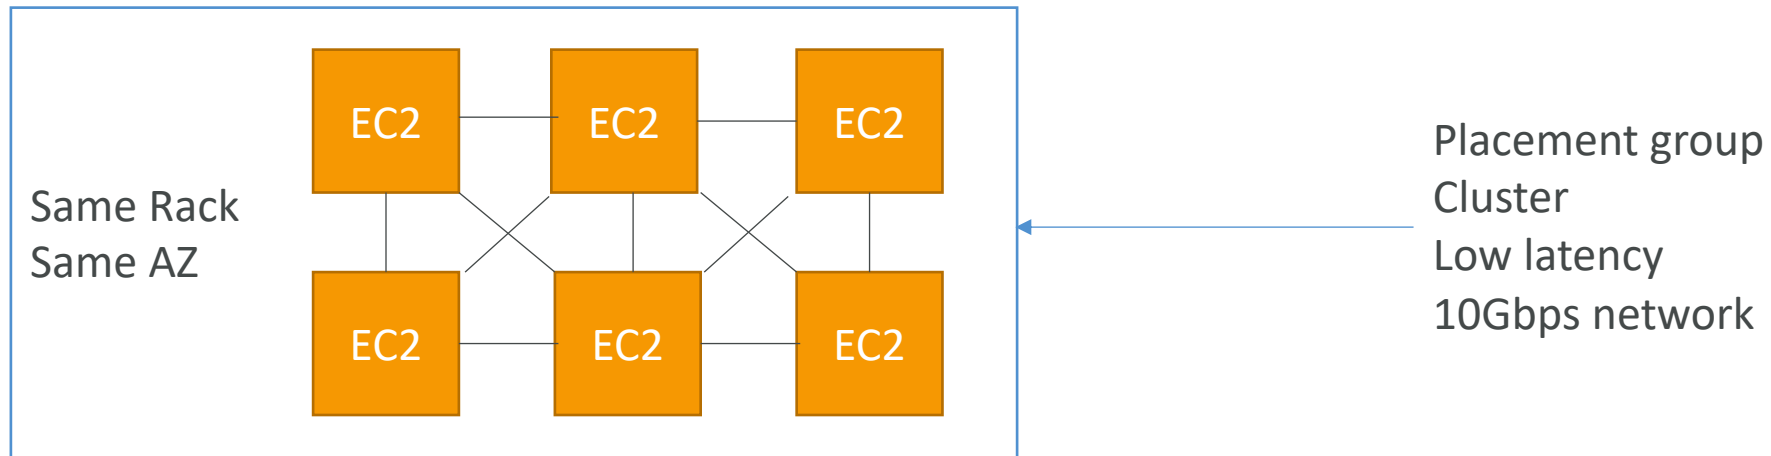 EC2
EC2
EC2
Same Rack
Same AZ
EC2
EC2
EC2
Placement group
Cluster
Low latency
10Gbps network